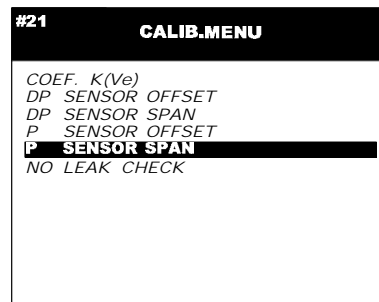 #21
CALIB.MENU
COEF. K(Ve)
DP SENSOR OFFSET
DP SENSOR SPAN
P SENSOR OFFSET
P SENSOR SPAN
NO LEAK CHECK